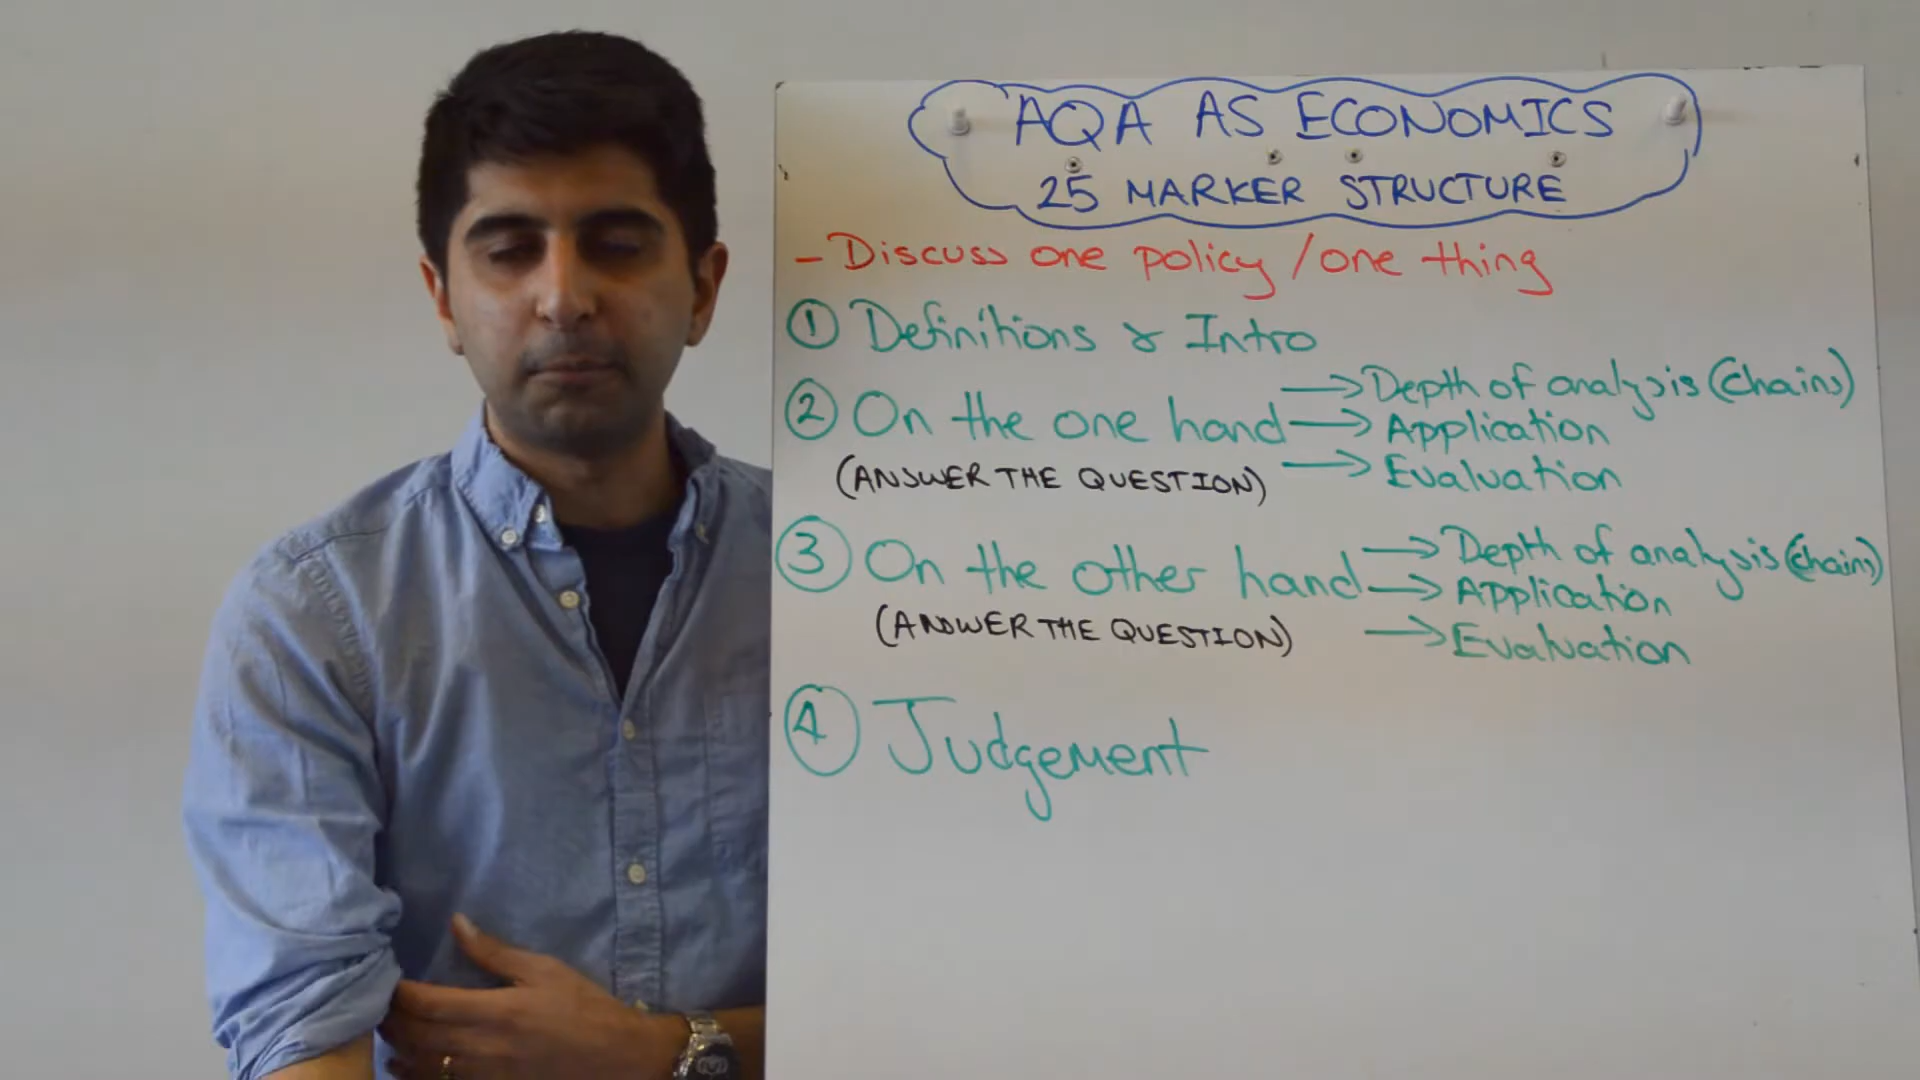 AQA AS ECONOMICS
25 MARKER STRUCTURE
- Discuss one policy / one thing
① Definitions & Intro
② On the one hand → Depth of analysis (chains)
→ Application
→ Evaluation
(ANSWER THE QUESTION)
③ On the other hand → Depth of analysis (chains)
→ Application
→ Evaluation
(ANSWER THE QUESTION)
④ Judgement